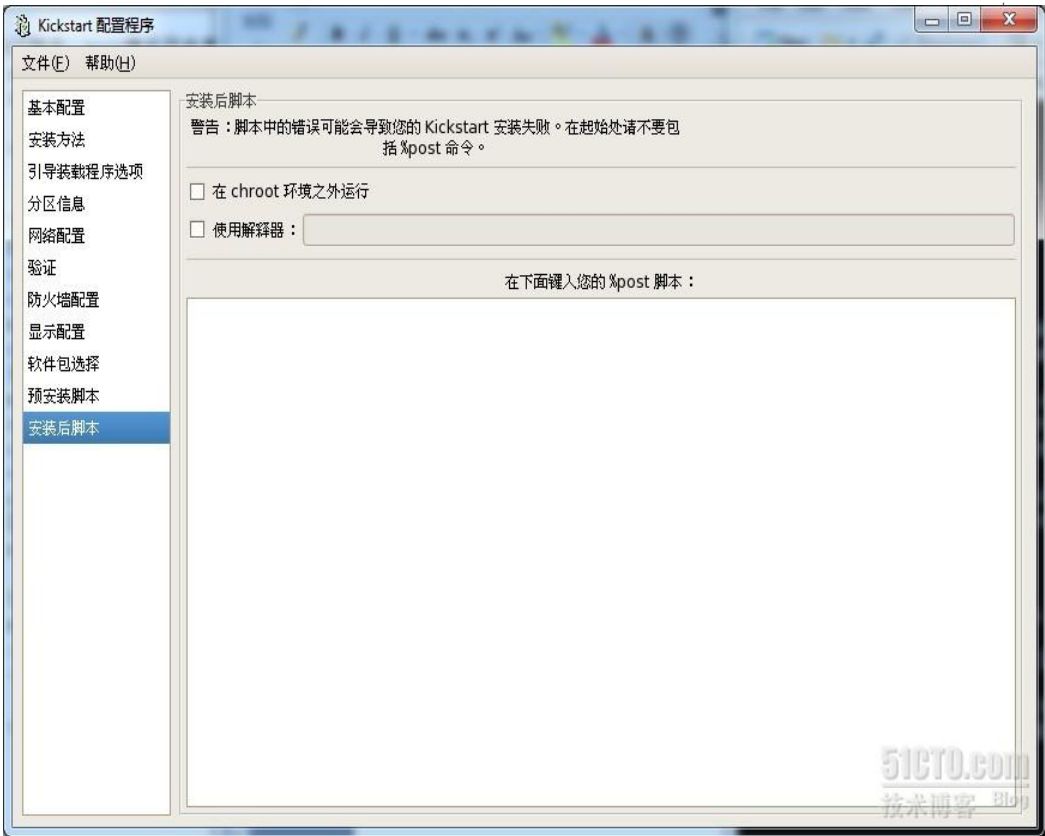 Kickstart 配置程序
文件(F) 帮助(H)
基本配置
安装方法
引导装载程序选项
分区信息
网络配置
验证
防火墙配置
显示配置
软件包选择
预安装脚本
安装后脚本
安装后脚本
警告：脚本中的错误可能会导致您的 Kickstart 安装失败。在起始处请不要包
括 %post 命令。
在 chroot 环境之外运行
使用解释器：
在下面键入您的 %post 脚本：
51CTO.com
技术博客 Blog